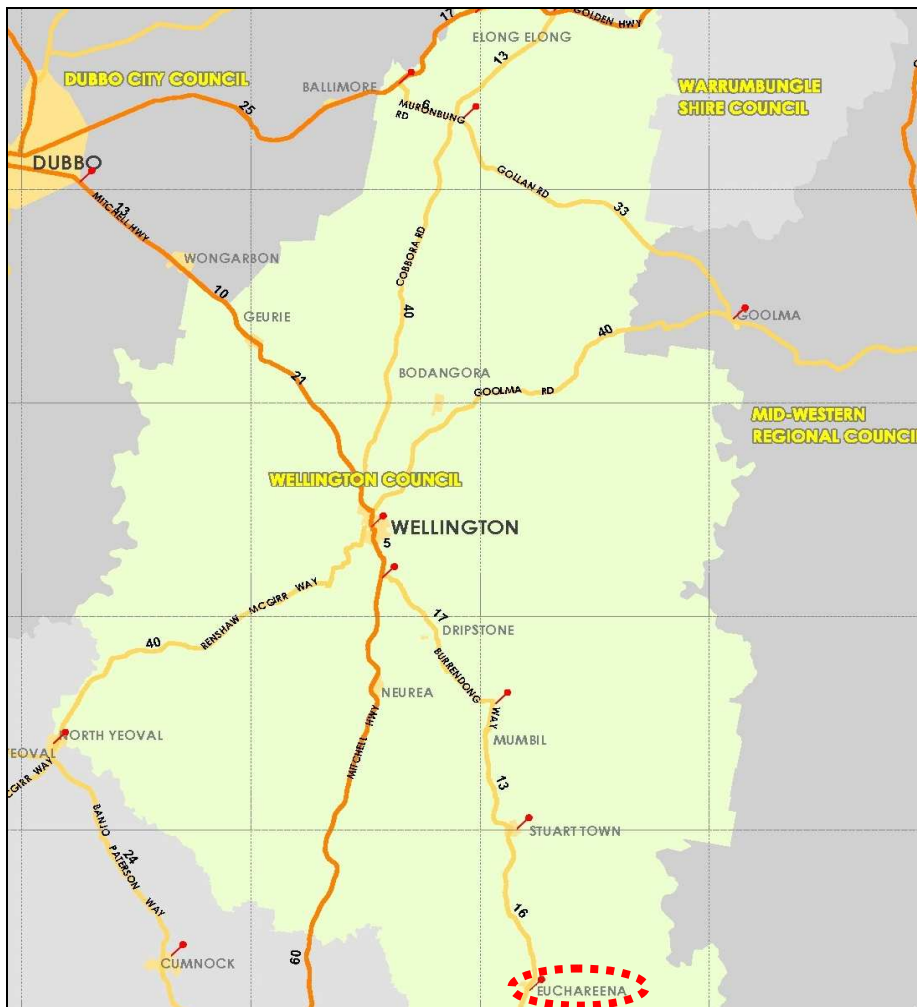 17
GOLDEN HWY
ELONG ELONG
13
DUBBO CITY COUNCIL
BALLIMORE
WARRUMBUNGLE
SHIRE COUNCIL
25
6
MURONBUNG
RD
DUBBO
GOLLAN RD
13
MITCHELL HWY
33
COBBORA RD
WONGARBON
10
GEURIE
40
GOOLMA
40
21
BODANGORA
GOOLMA RD
MID-WESTERN
REGIONAL COUNCIL
WELLINGTON COUNCIL
WELLINGTON
5
RENSHAW MCGIRR WAY
17
DRIPSTONE
40
BURRENDONG
WAY
NEUREA
NORTH YEOVAL
YEOVAL
MUMBIL
MITCHELL HWY
CGIRR WAY
13
BANJO
PATERSON
WAY
24
STUART TOWN
16
CUMNOCK
60
EUCHAREENA